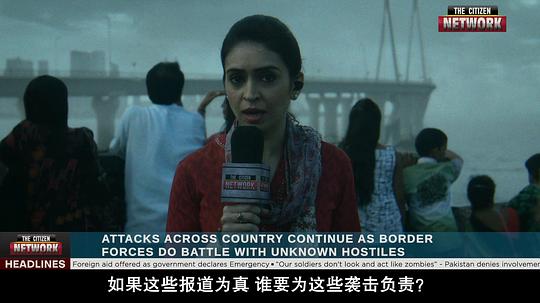 THE CITIZEN
NETWORK
THE CITIZEN
NETWORK
ATTACKS ACROSS COUNTRY CONTINUE AS BORDER
FORCES DO BATTLE WITH UNKNOWN HOSTILES
THE CITIZEN
NETWORK
HEADLINES
Foreign aid offered as government declares Emergency • "Our soldiers don't look and act like zombies" - Pakistan denies involvement
如果这些报道为真 谁要为这些袭击负责?